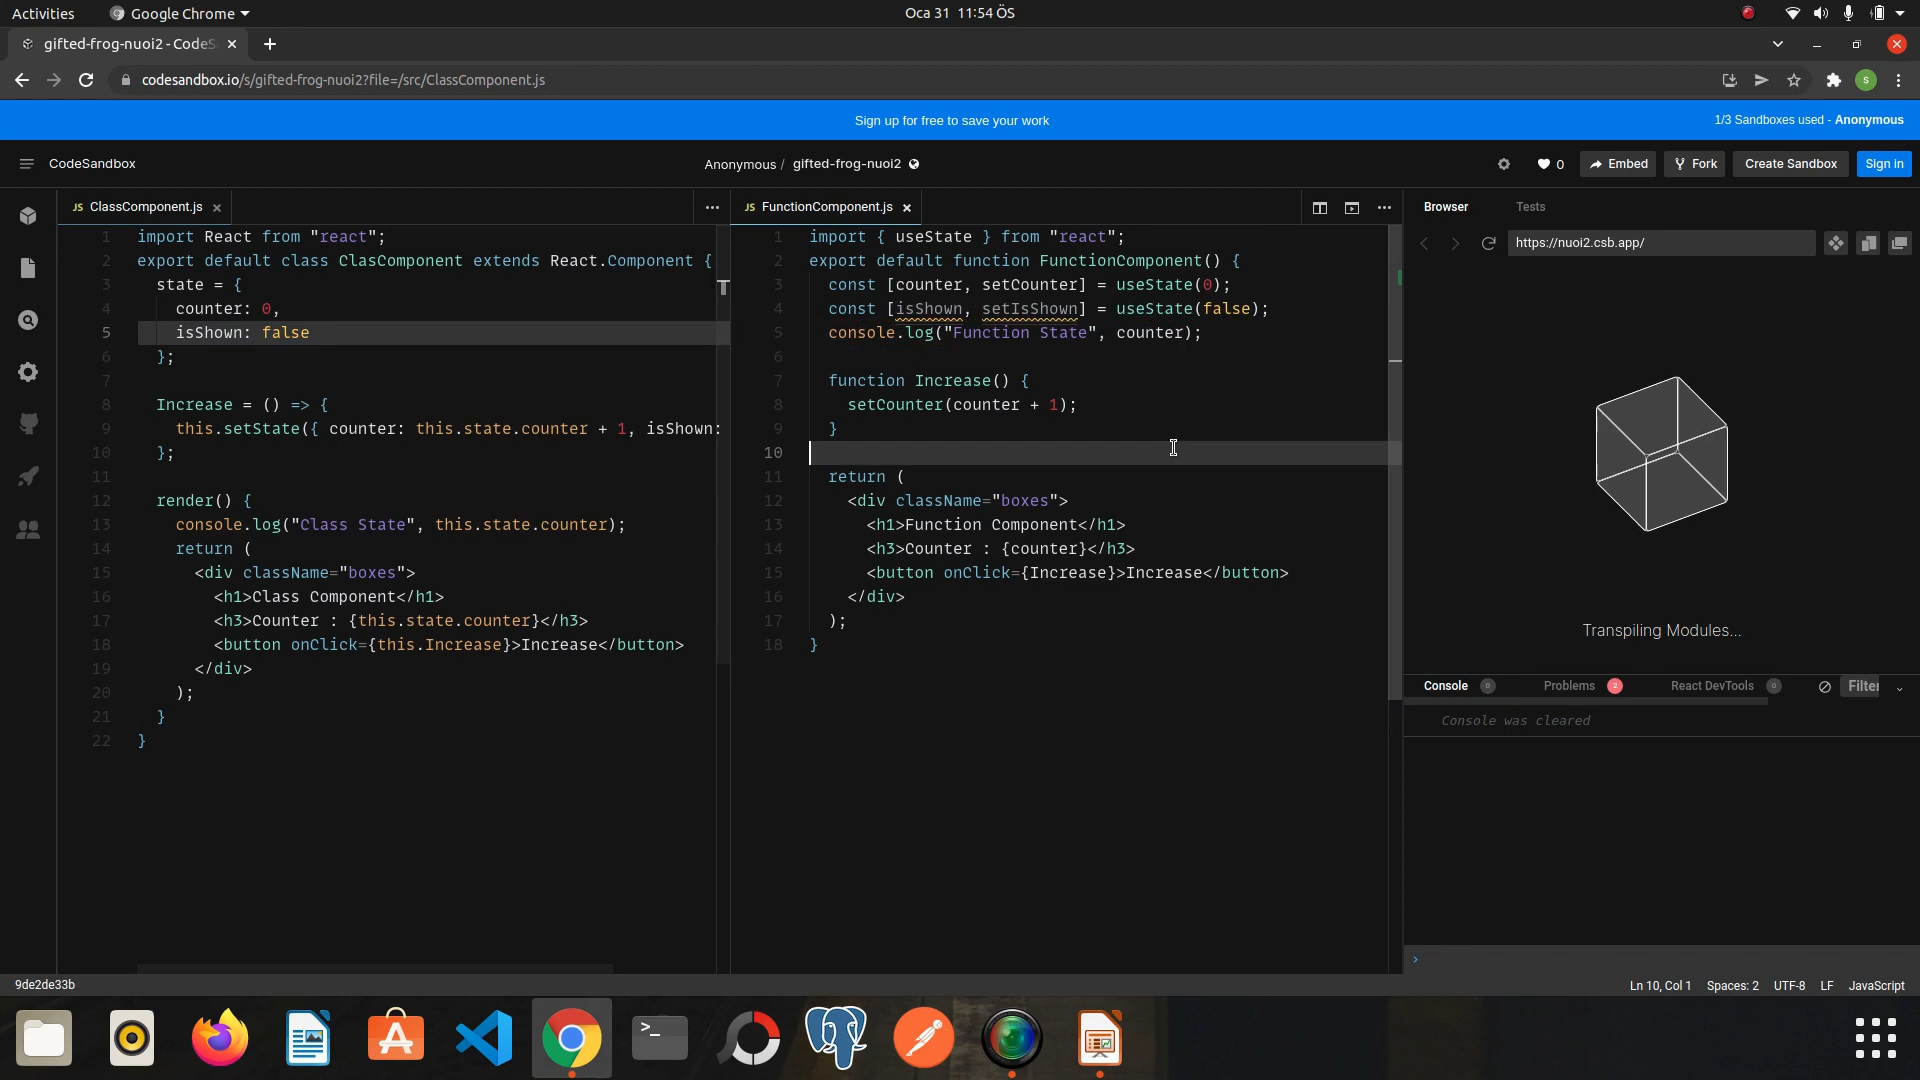 Activities
Google Chrome
Oca 31 11:54 ÖS
gifted-frog-nuoi2 - CodeS
codesandbox.io/s/gifted-frog-nuoi2?file=/src/ClassComponent.js
S
Sign up for free to save your work
1/3 Sandboxes used - Anonymous
CodeSandbox
Anonymous / gifted-frog-nuoi2
0
Embed
Fork
Create Sandbox
Sign in
JS ClassComponent.js
1 import React from "react";
2 export default class ClasComponent extends React.Component {
3 state = {
4 counter: 0,
5 isShown: false
6 };
7
8 Increase = () => {
9 this.setState({ counter: this.state.counter + 1, isShown:
10 };
11
12 render() {
13 console.log("Class State", this.state.counter);
14 return (
15 <div className="boxes">
16 <h1>Class Component</h1>
17 <h3>Counter : {this.state.counter}</h3>
18 <button onClick={this.Increase}>Increase</button>
19 </div>
20 );
21 }
22 }
JS FunctionComponent.js
1 import { useState } from "react";
2 export default function FunctionComponent() {
3 const [counter, setCounter] = useState(0);
4 const [isShown, setIsShown] = useState(false);
5 console.log("Function State", counter);
6
7 function Increase() {
8 setCounter(counter + 1);
9 }
10
11 return (
12 <div className="boxes">
13 <h1>Function Component</h1>
14 <h3>Counter : {counter}</h3>
15 <button onClick={Increase}>Increase</button>
16 </div>
17 );
18 }
Browser
Tests
https://nuoi2.csb.app/
Transpiling Modules...
Console 0
Problems 2
React DevTools 0
Filter
Console was cleared
9de2de33b
Ln 10, Col 1
Spaces: 2
UTF-8
LF
JavaScript